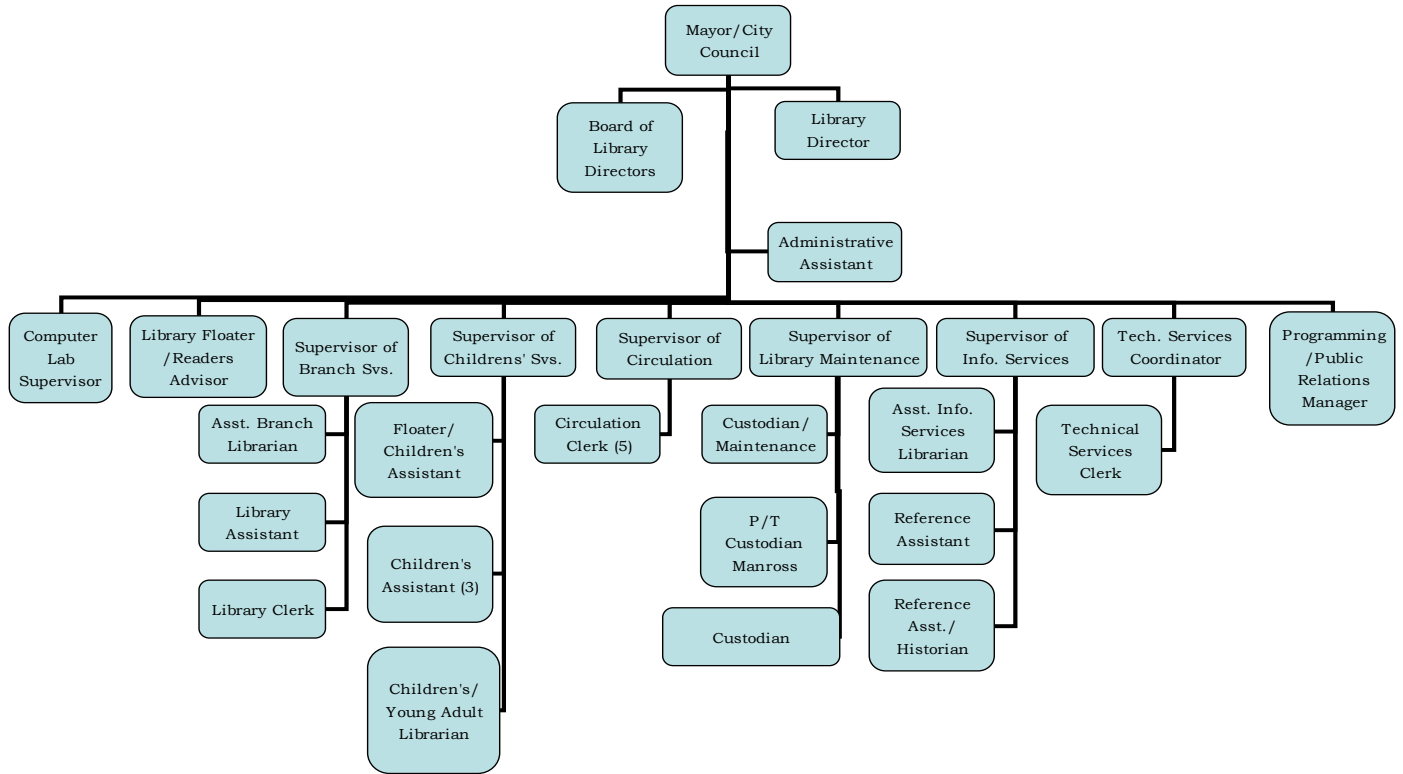 Mayor/City
Council
Board of
Library
Directors
Library
Director
Administrative
Assistant
Computer
Lab
Supervisor
Library Floater
/Readers
Advisor
Supervisor of
Branch Svs.
Supervisor of
Childrens' Svs.
Supervisor of
Circulation
Supervisor of
Library Maintenance
Supervisor of
Info. Services
Tech. Services
Coordinator
Programming
/Public
Relations
Manager
Asst. Branch
Librarian
Library
Assistant
Library Clerk
Floater/
Children's
Assistant
Children's
Assistant (3)
Children's/
Young Adult
Librarian
Circulation
Clerk (5)
Custodian/
Maintenance
P/T
Custodian
Manross
Custodian
Asst. Info.
Services
Librarian
Reference
Assistant
Reference
Asst./
Historian
Technical
Services
Clerk